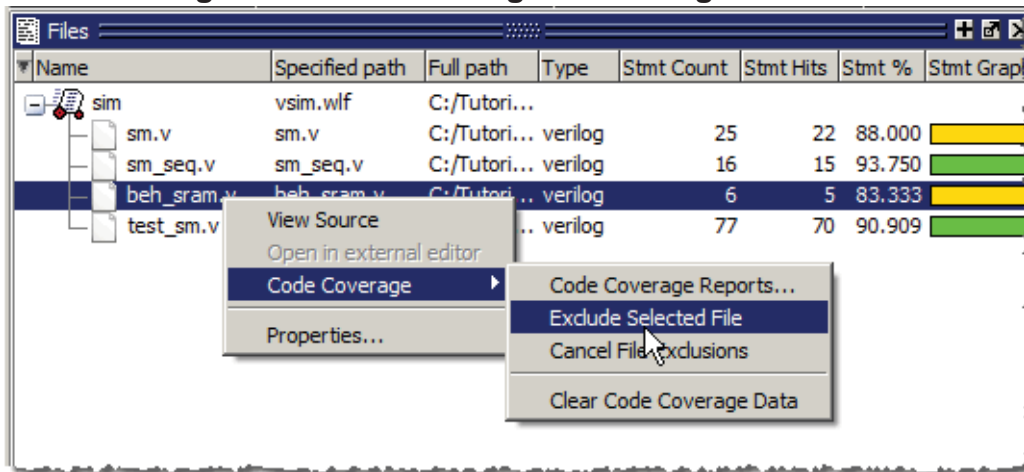 Files
Name Specified path Full path Type Stmt Count Stmt Hits Stmt % Stmt Grap
sim vsim.wlf C:/Tutori...
sm.v sm.v C:/Tutori... verilog 25 22 88.000
sm_seq.v sm_seq.v C:/Tutori... verilog 16 15 93.750
beh_sram.v beh_sram.v C:/Tutori... verilog 6 5 83.333
test_sm.v .. verilog 77 70 90.909
View Source
Open in external editor
Code Coverage
Properties...
Code Coverage Reports...
Exclude Selected File
Cancel File Exclusions
Clear Code Coverage Data